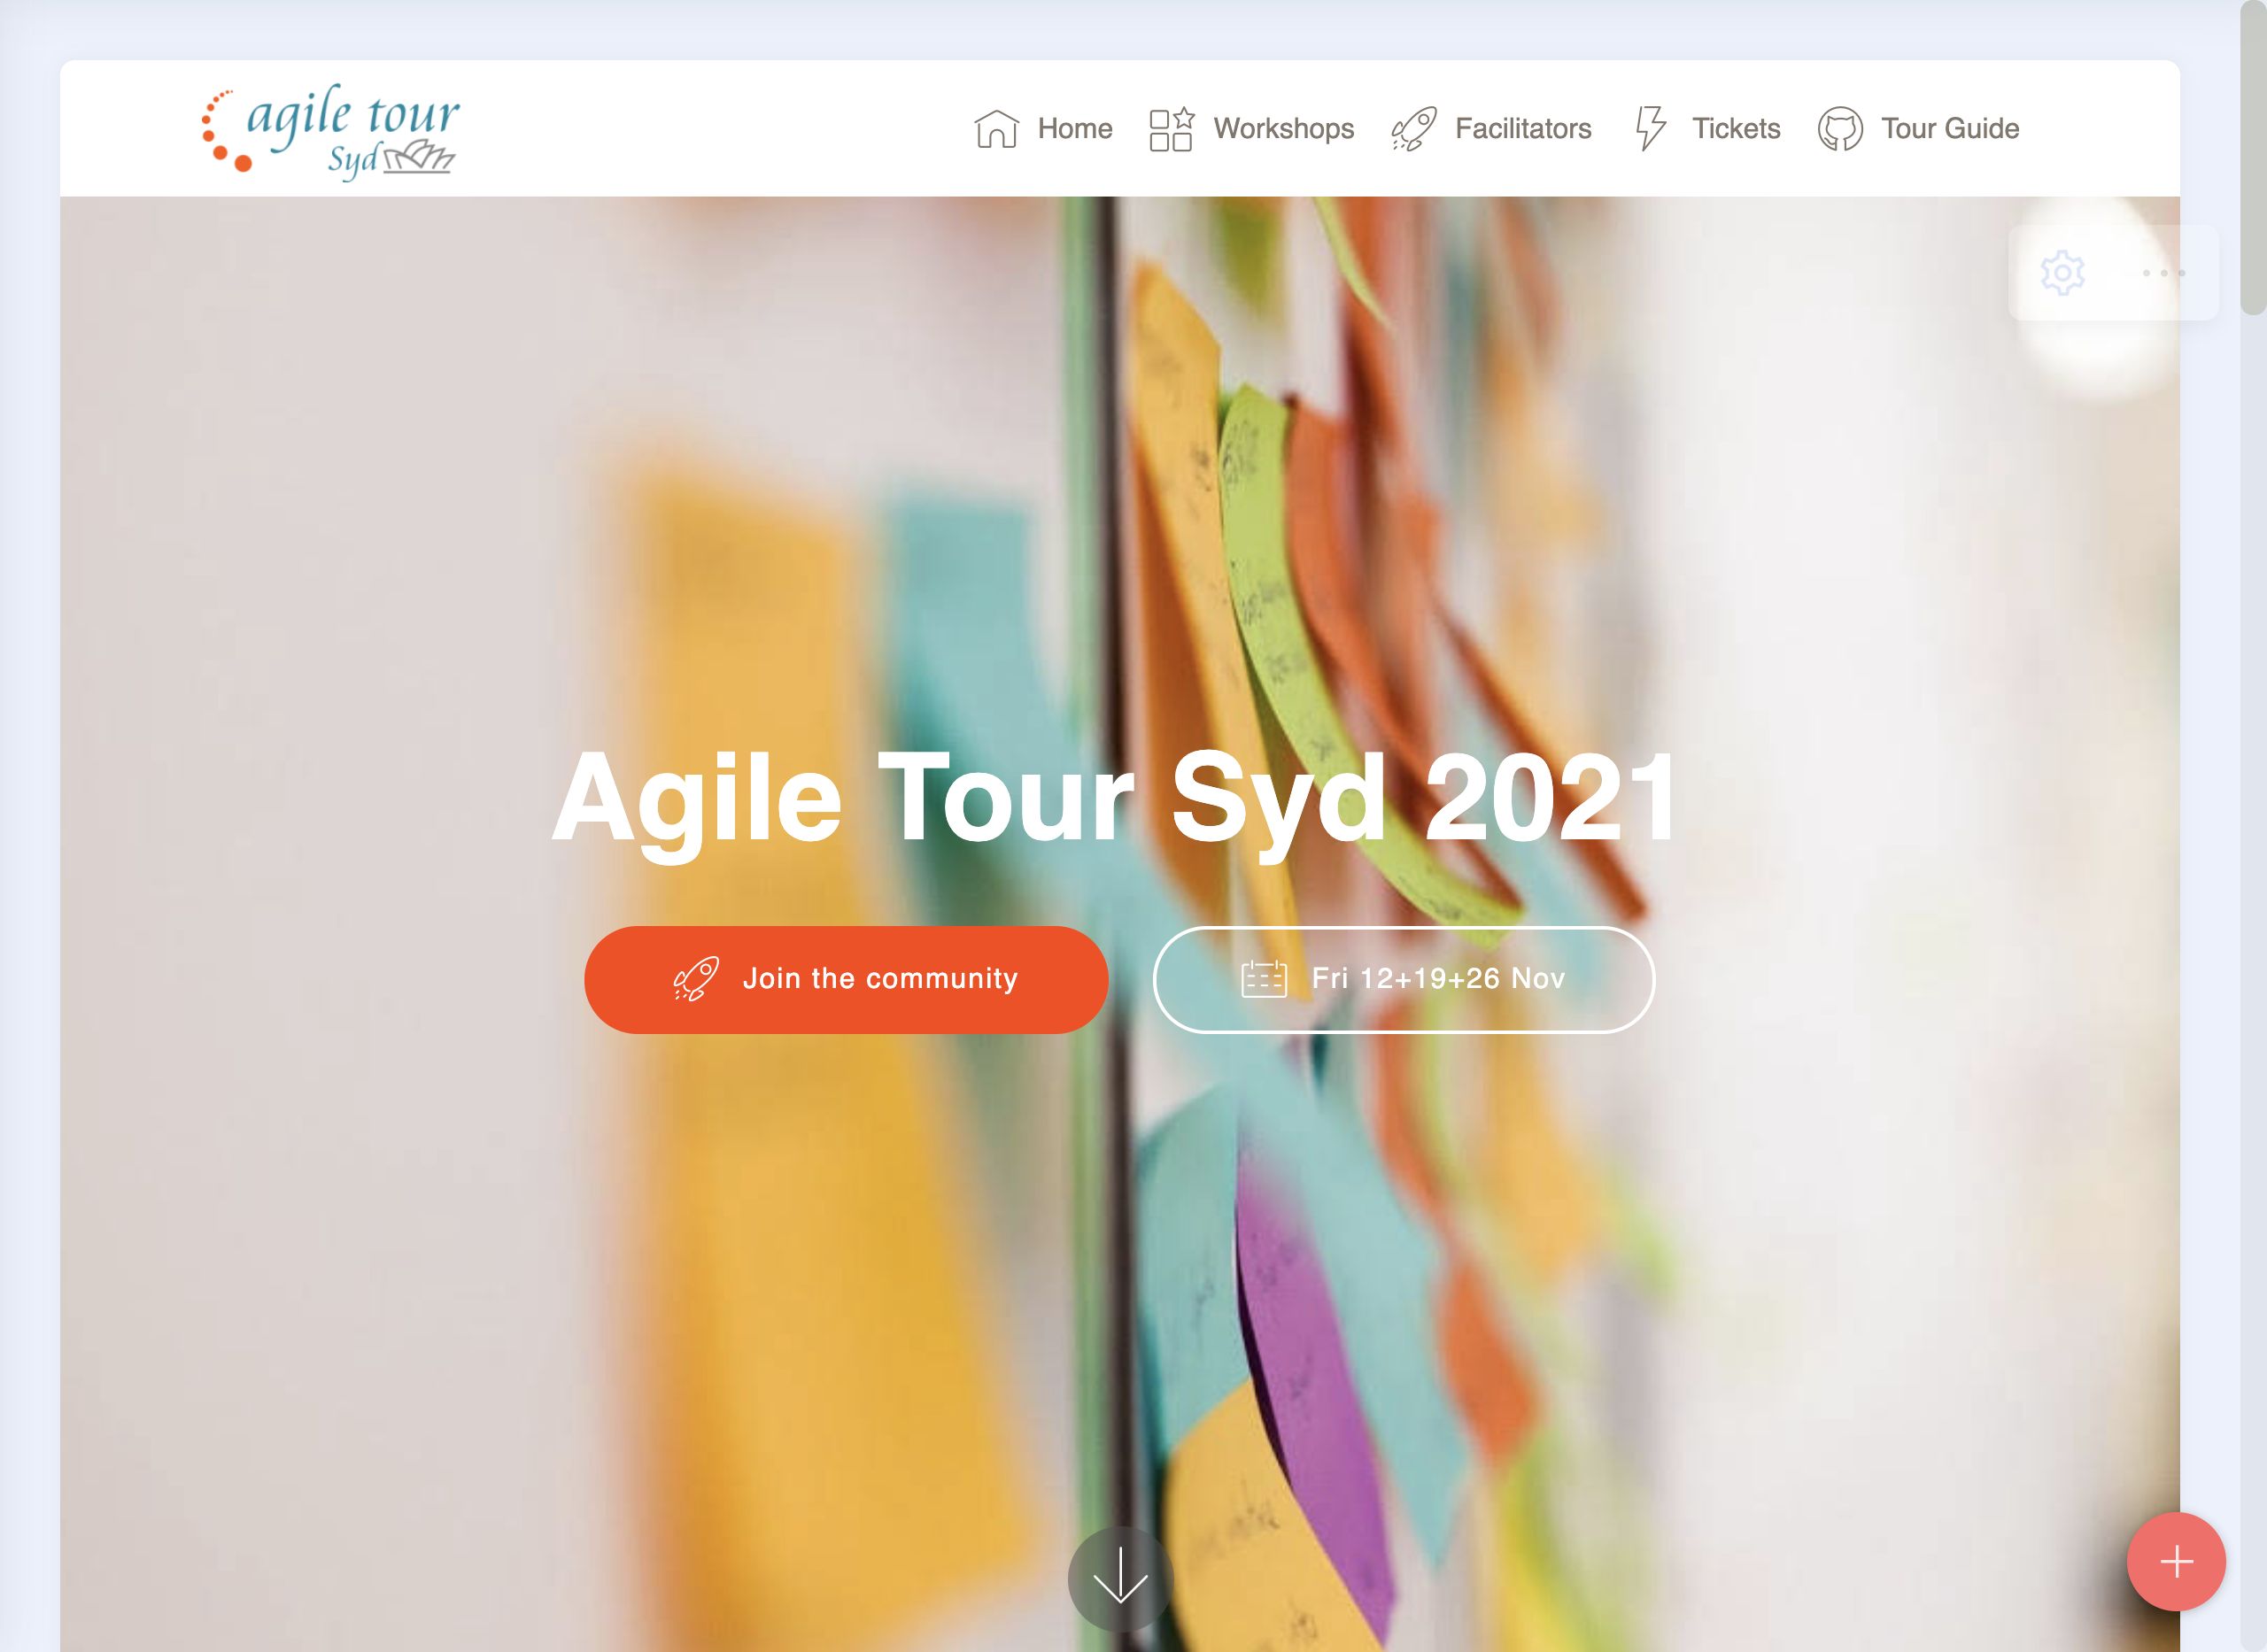 agile tour
Syd
Home Workshops Facilitators Tickets Tour Guide
Agile Tour Syd 2021
Join the community
Fri 12+19+26 Nov